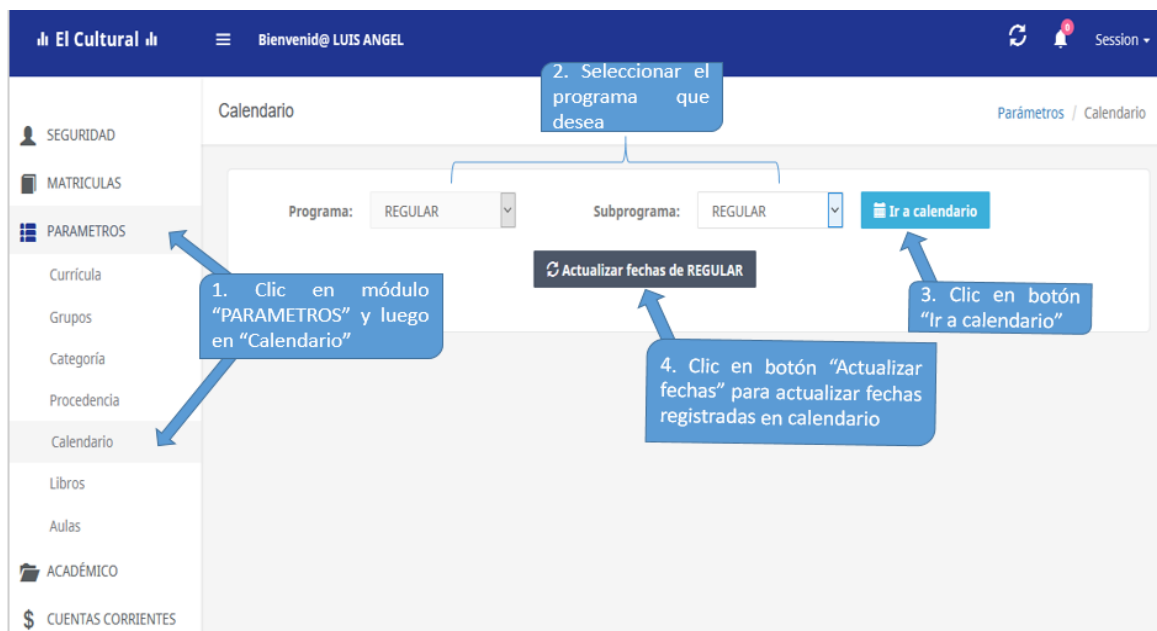 El Cultural
Bienvenid@ LUIS ANGEL
0
Session
2. Seleccionar el
programa que
desea
Calendario
Parámetros / Calendario
SEGURIDAD
MATRICULAS
PARAMETROS
Currícula
Grupos
Categoría
Procedencia
Calendario
Libros
Aulas
ACADÉMICO
$ CUENTAS CORRIENTES
Programa: REGULAR
Subprograma: REGULAR
Ir a calendario
Actualizar fechas de REGULAR
1. Clic en módulo
“PARAMETROS” y luego
en “Calendario”
3. Clic en botón
“Ir a calendario”
4. Clic en botón “Actualizar
fechas” para actualizar fechas
registradas en calendario